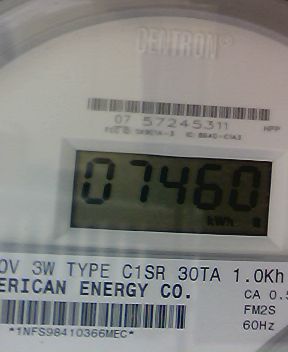 CENTRON®
07 57245311
HPP
07460
kWh
0V 3W TYPE C1SR 30TA 1.0Kh
ERICAN ENERGY CO.
CA 0.5
FM2S
60Hz
*1NFS98410366MEC*